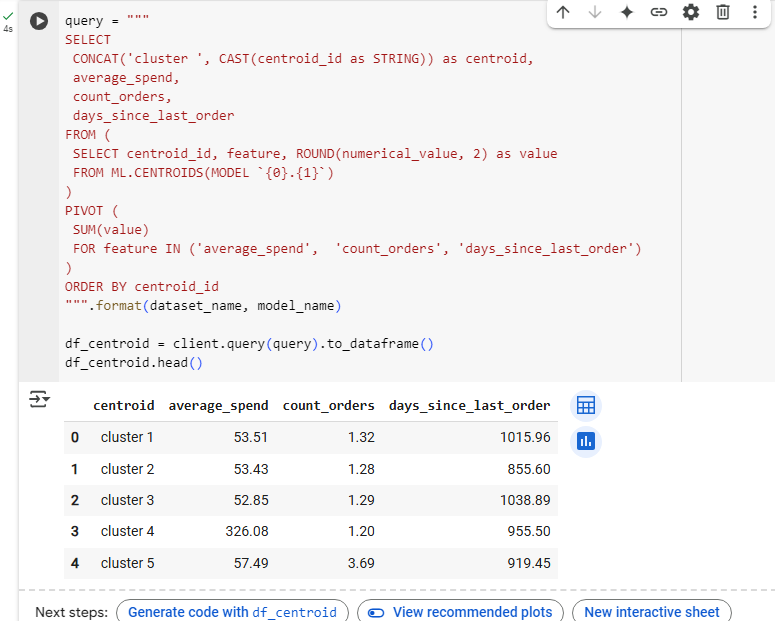 4s
query = """
SELECT
 CONCAT('cluster ', CAST(centroid_id as STRING)) as centroid,
 average_spend,
 count_orders,
 days_since_last_order
FROM (
 SELECT centroid_id, feature, ROUND(numerical_value, 2) as value
 FROM ML.CENTROIDS(MODEL `{0}.{1}`)
)
PIVOT (
 SUM(value)
 FOR feature IN ('average_spend',  'count_orders', 'days_since_last_order')
)
ORDER BY centroid_id
""".format(dataset_name, model_name)
df_centroid = client.query(query).to_dataframe()
df_centroid.head()
centroid average_spend count_orders days_since_last_order
0 cluster 1 53.51 1.32 1015.96
1 cluster 2 53.43 1.28 855.60
2 cluster 3 52.85 1.29 1038.89
3 cluster 4 326.08 1.20 955.50
4 cluster 5 57.49 3.69 919.45
Next steps: Generate code with df_centroid View recommended plots New interactive sheet